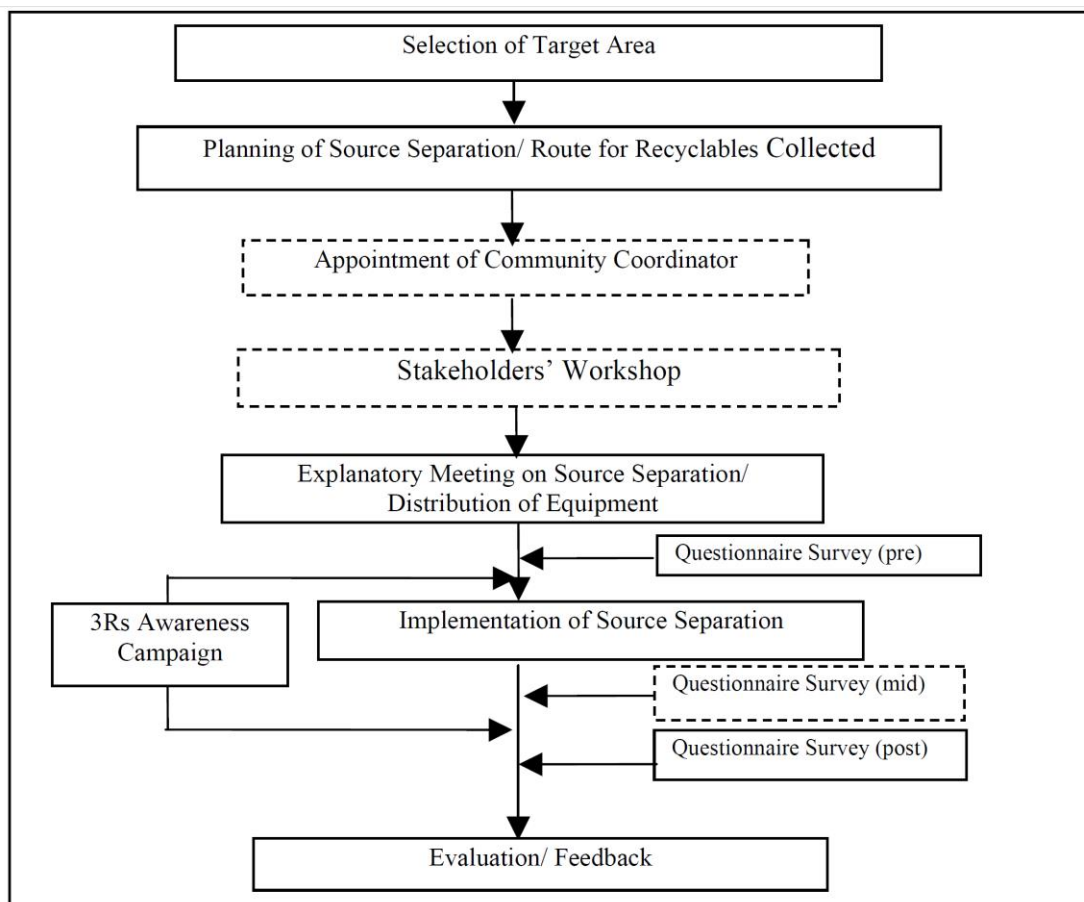 Selection of Target Area
Planning of Source Separation/ Route for Recyclables Collected
Appointment of Community Coordinator
Stakeholders’ Workshop
Explanatory Meeting on Source Separation/
Distribution of Equipment
Questionnaire Survey (pre)
3Rs Awareness
Campaign
Implementation of Source Separation
Questionnaire Survey (mid)
Questionnaire Survey (post)
Evaluation/ Feedback